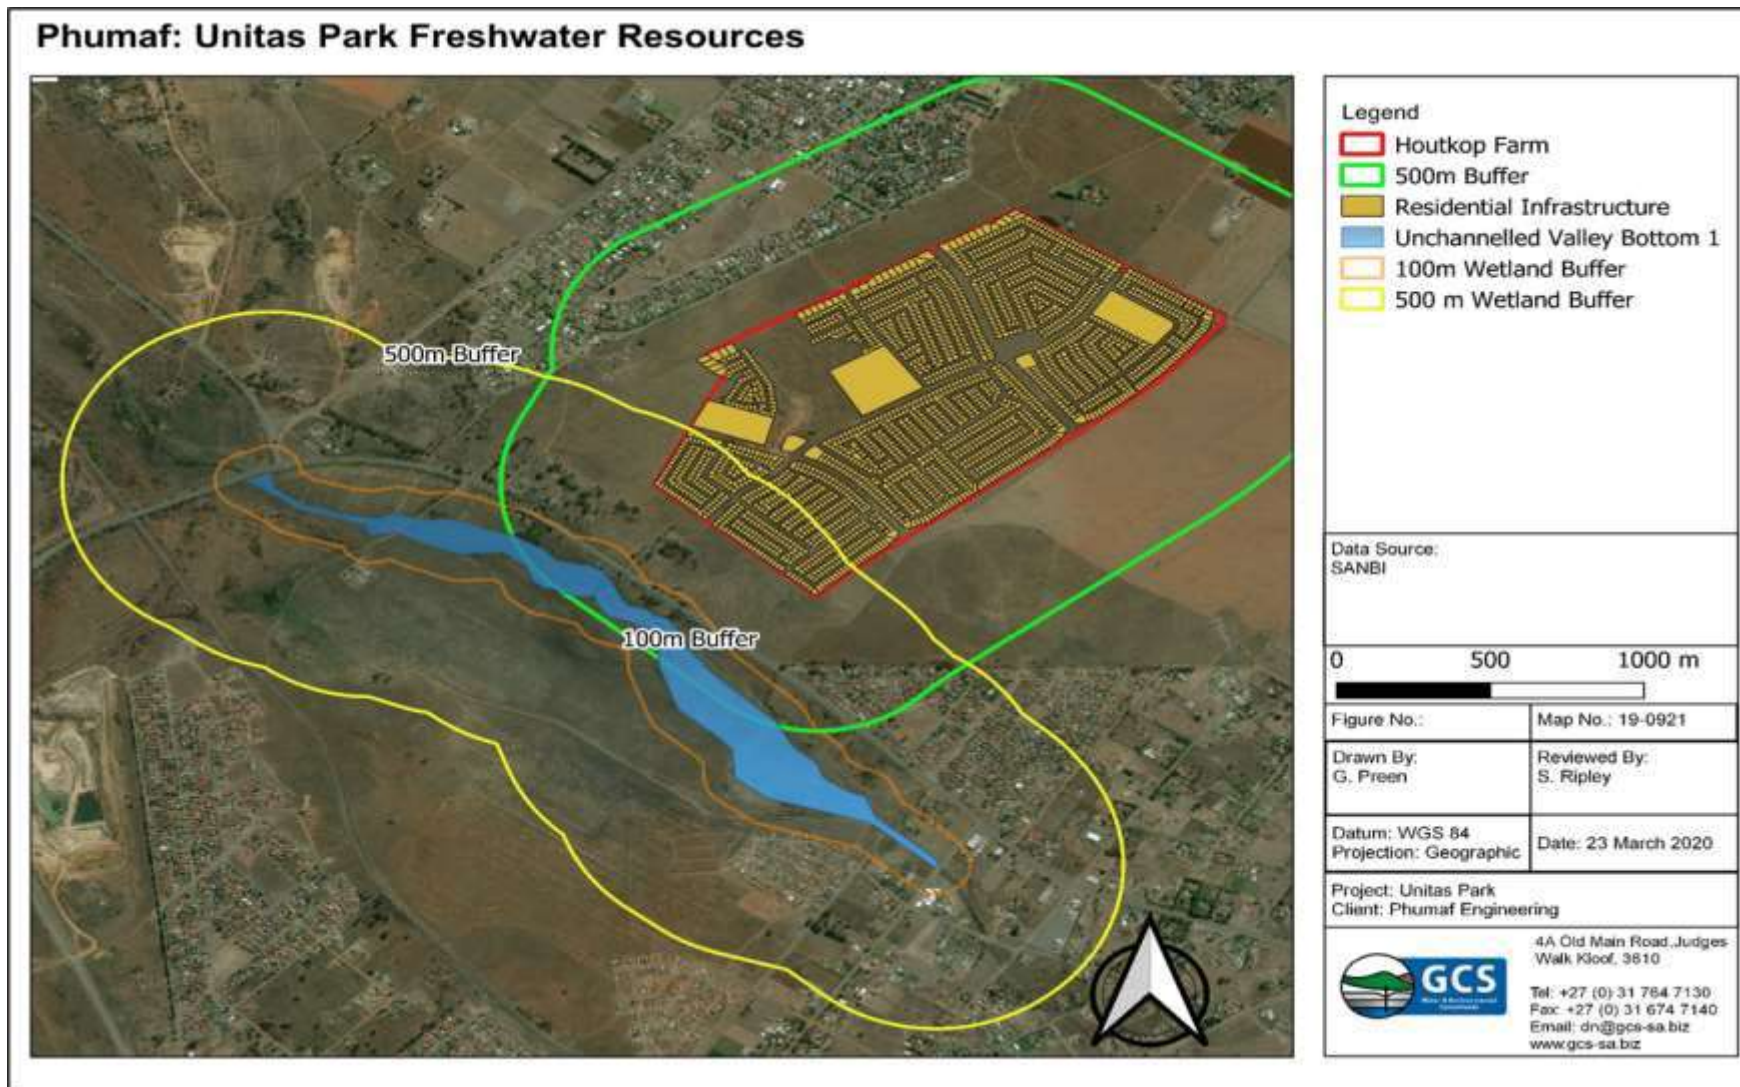 Phumaf: Unitas Park Freshwater Resources
500m Buffer
100m Buffer
Legend
Houtkop Farm
500m Buffer
Residential Infrastructure
Unchannelled Valley Bottom 1
100m Wetland Buffer
500 m Wetland Buffer
Data Source:
SANBI
0 500 1000 m
Figure No.:
Map No.: 19-0921
Drawn By:
G. Preen
Reviewed By:
S. Ripley
Datum: WGS 84
Projection: Geographic
Date: 23 March 2020
Project: Unitas Park
Client: Phumaf Engineering
GCS
4A Old Main Road,Judges
Walk Kloof, 3610
Tel: +27 (0) 31 764 7130
Fax: +27 (0) 31 674 7140
Email: dn@gcs-sa.biz
www.gcs-sa.biz